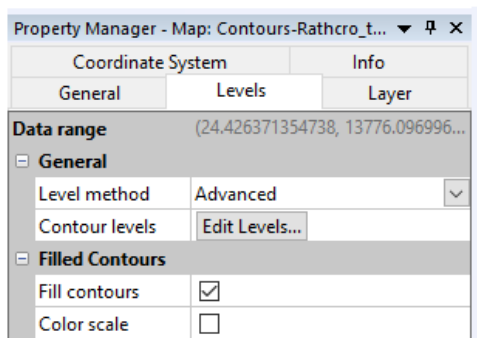 Property Manager - Map: Contours-Rathcro_t...
Coordinate System Info
General Levels Layer
Data range (24.426371354738, 13776.096996...
General
Level method Advanced
Contour levels Edit Levels...
Filled Contours
Fill contours
Color scale